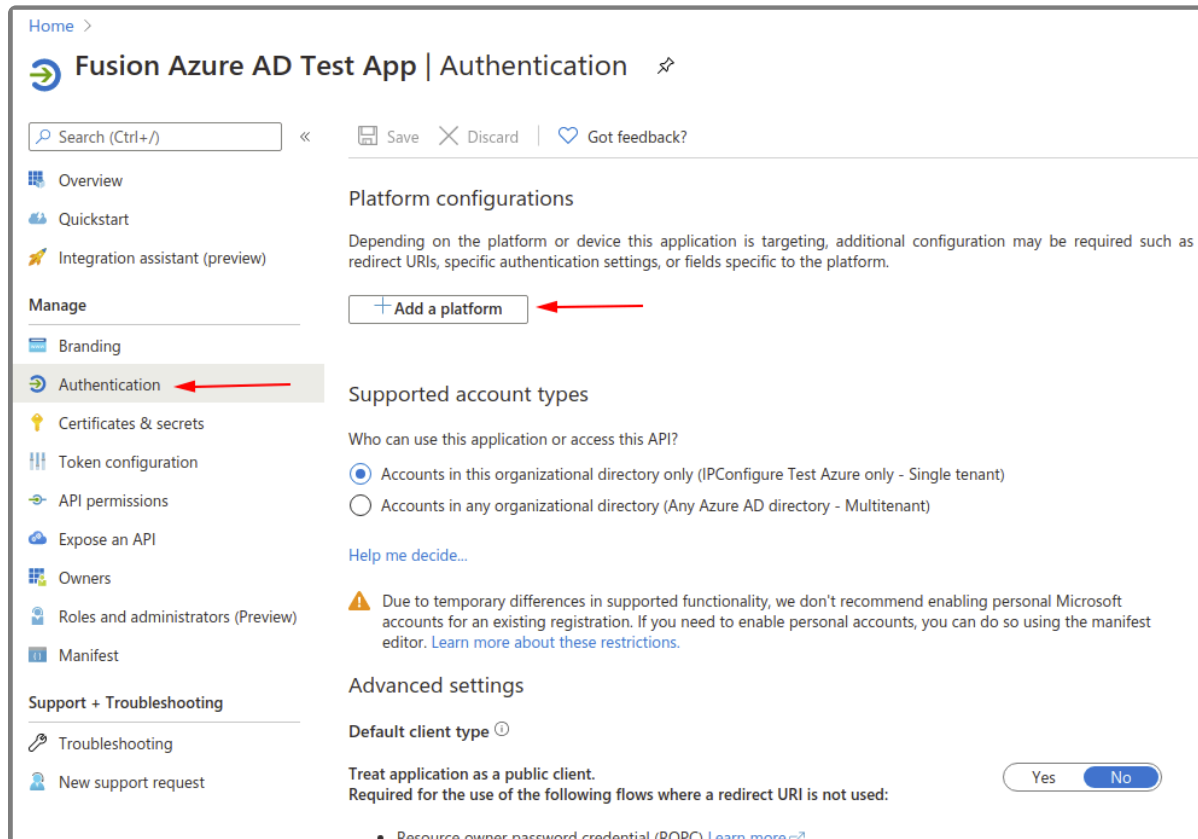 Home >
Fusion Azure AD Test App | Authentication
Search (Ctrl+/)
«
Save Discard Got feedback?
Overview
Quickstart
Integration assistant (preview)
Manage
Branding
Authentication
Certificates & secrets
Token configuration
API permissions
Expose an API
Owners
Roles and administrators (Preview)
Manifest
Support + Troubleshooting
Troubleshooting
New support request
Platform configurations
Depending on the platform or device this application is targeting, additional configuration may be required such as
redirect URIs, specific authentication settings, or fields specific to the platform.
+ Add a platform
Supported account types
Who can use this application or access this API?
Accounts in this organizational directory only (IPConfigure Test Azure only - Single tenant)
Accounts in any organizational directory (Any Azure AD directory - Multitenant)
Help me decide...
Due to temporary differences in supported functionality, we don't recommend enabling personal Microsoft
accounts for an existing registration. If you need to enable personal accounts, you can do so using the manifest
editor. Learn more about these restrictions.
Advanced settings
Default client type
Treat application as a public client.
Required for the use of the following flows where a redirect URI is not used:
Yes No
• Resource owner password credential (ROPC) Learn more